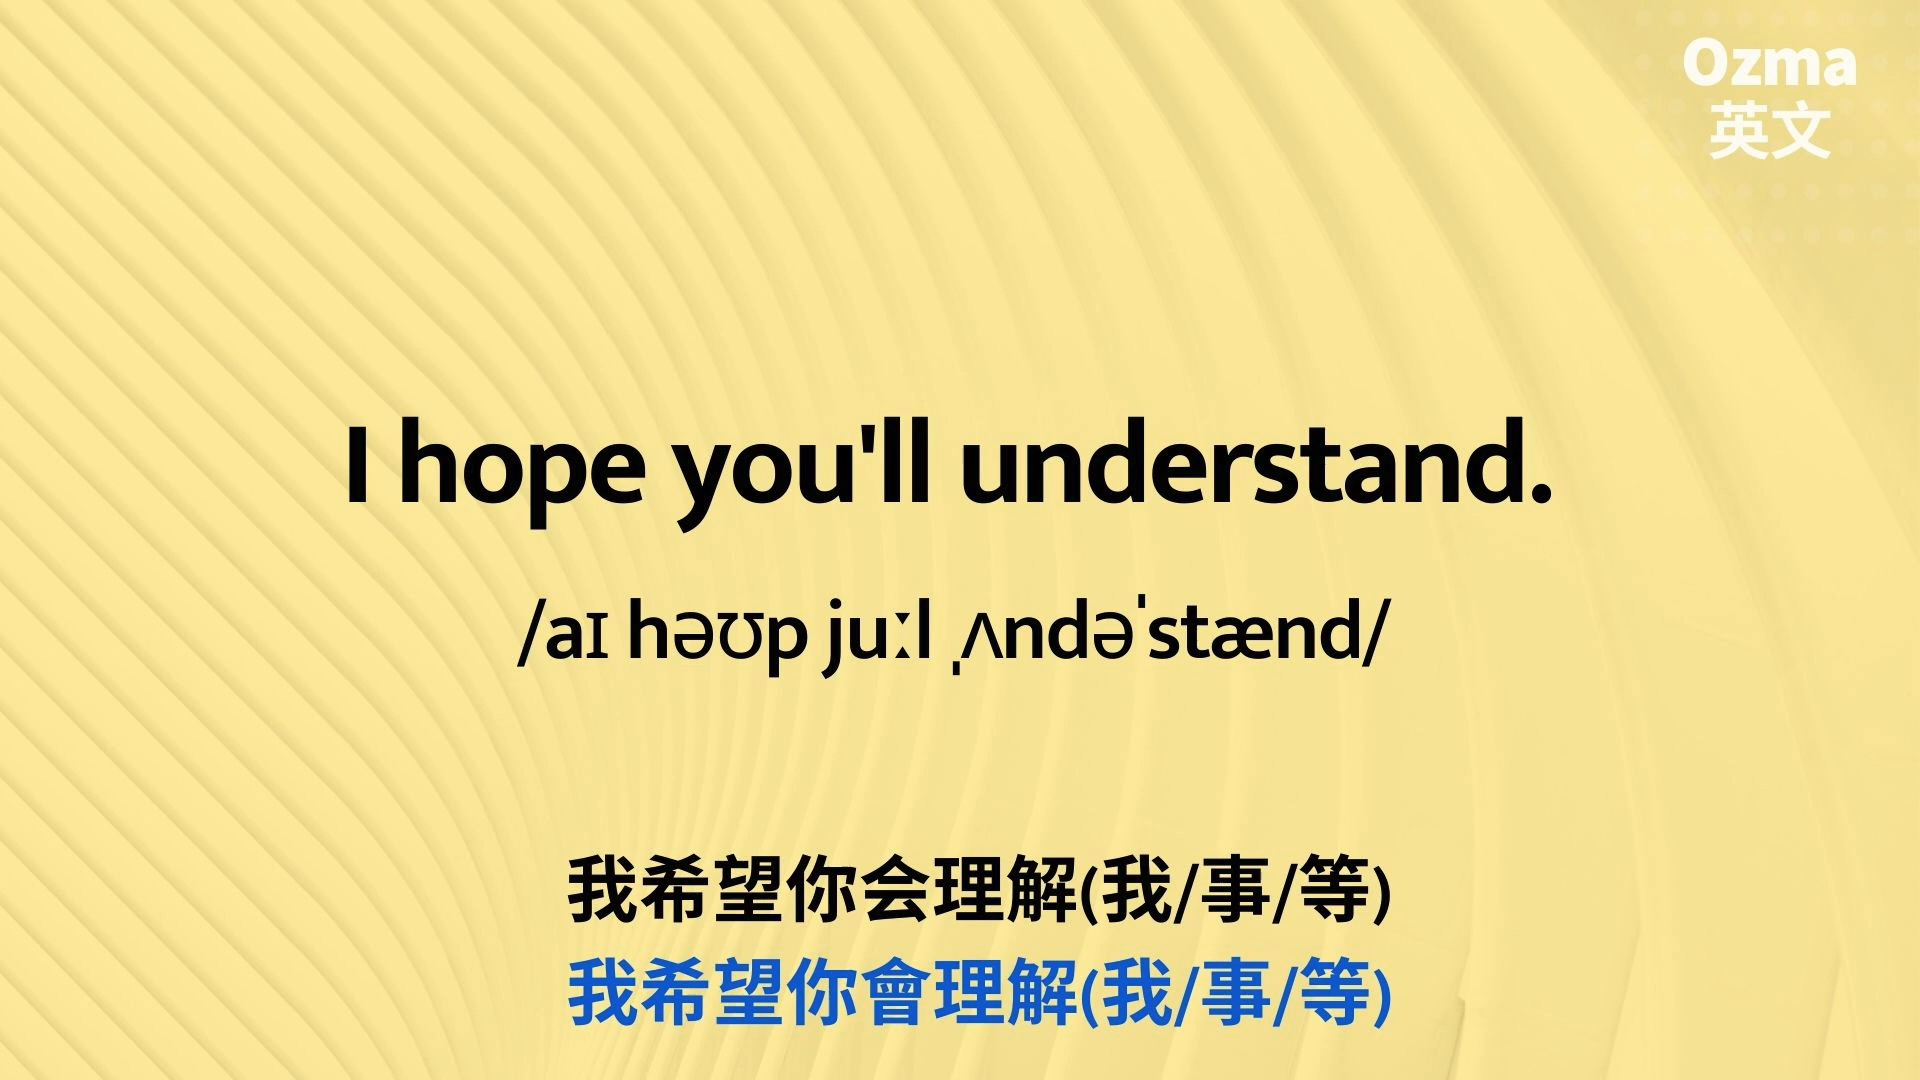 Ozma
英文
I hope you'll understand.
/aɪ həʊp juːl ˌʌndəˈstænd/
我希望你会理解(我/事/等)
我希望你會理解(我/事/等)